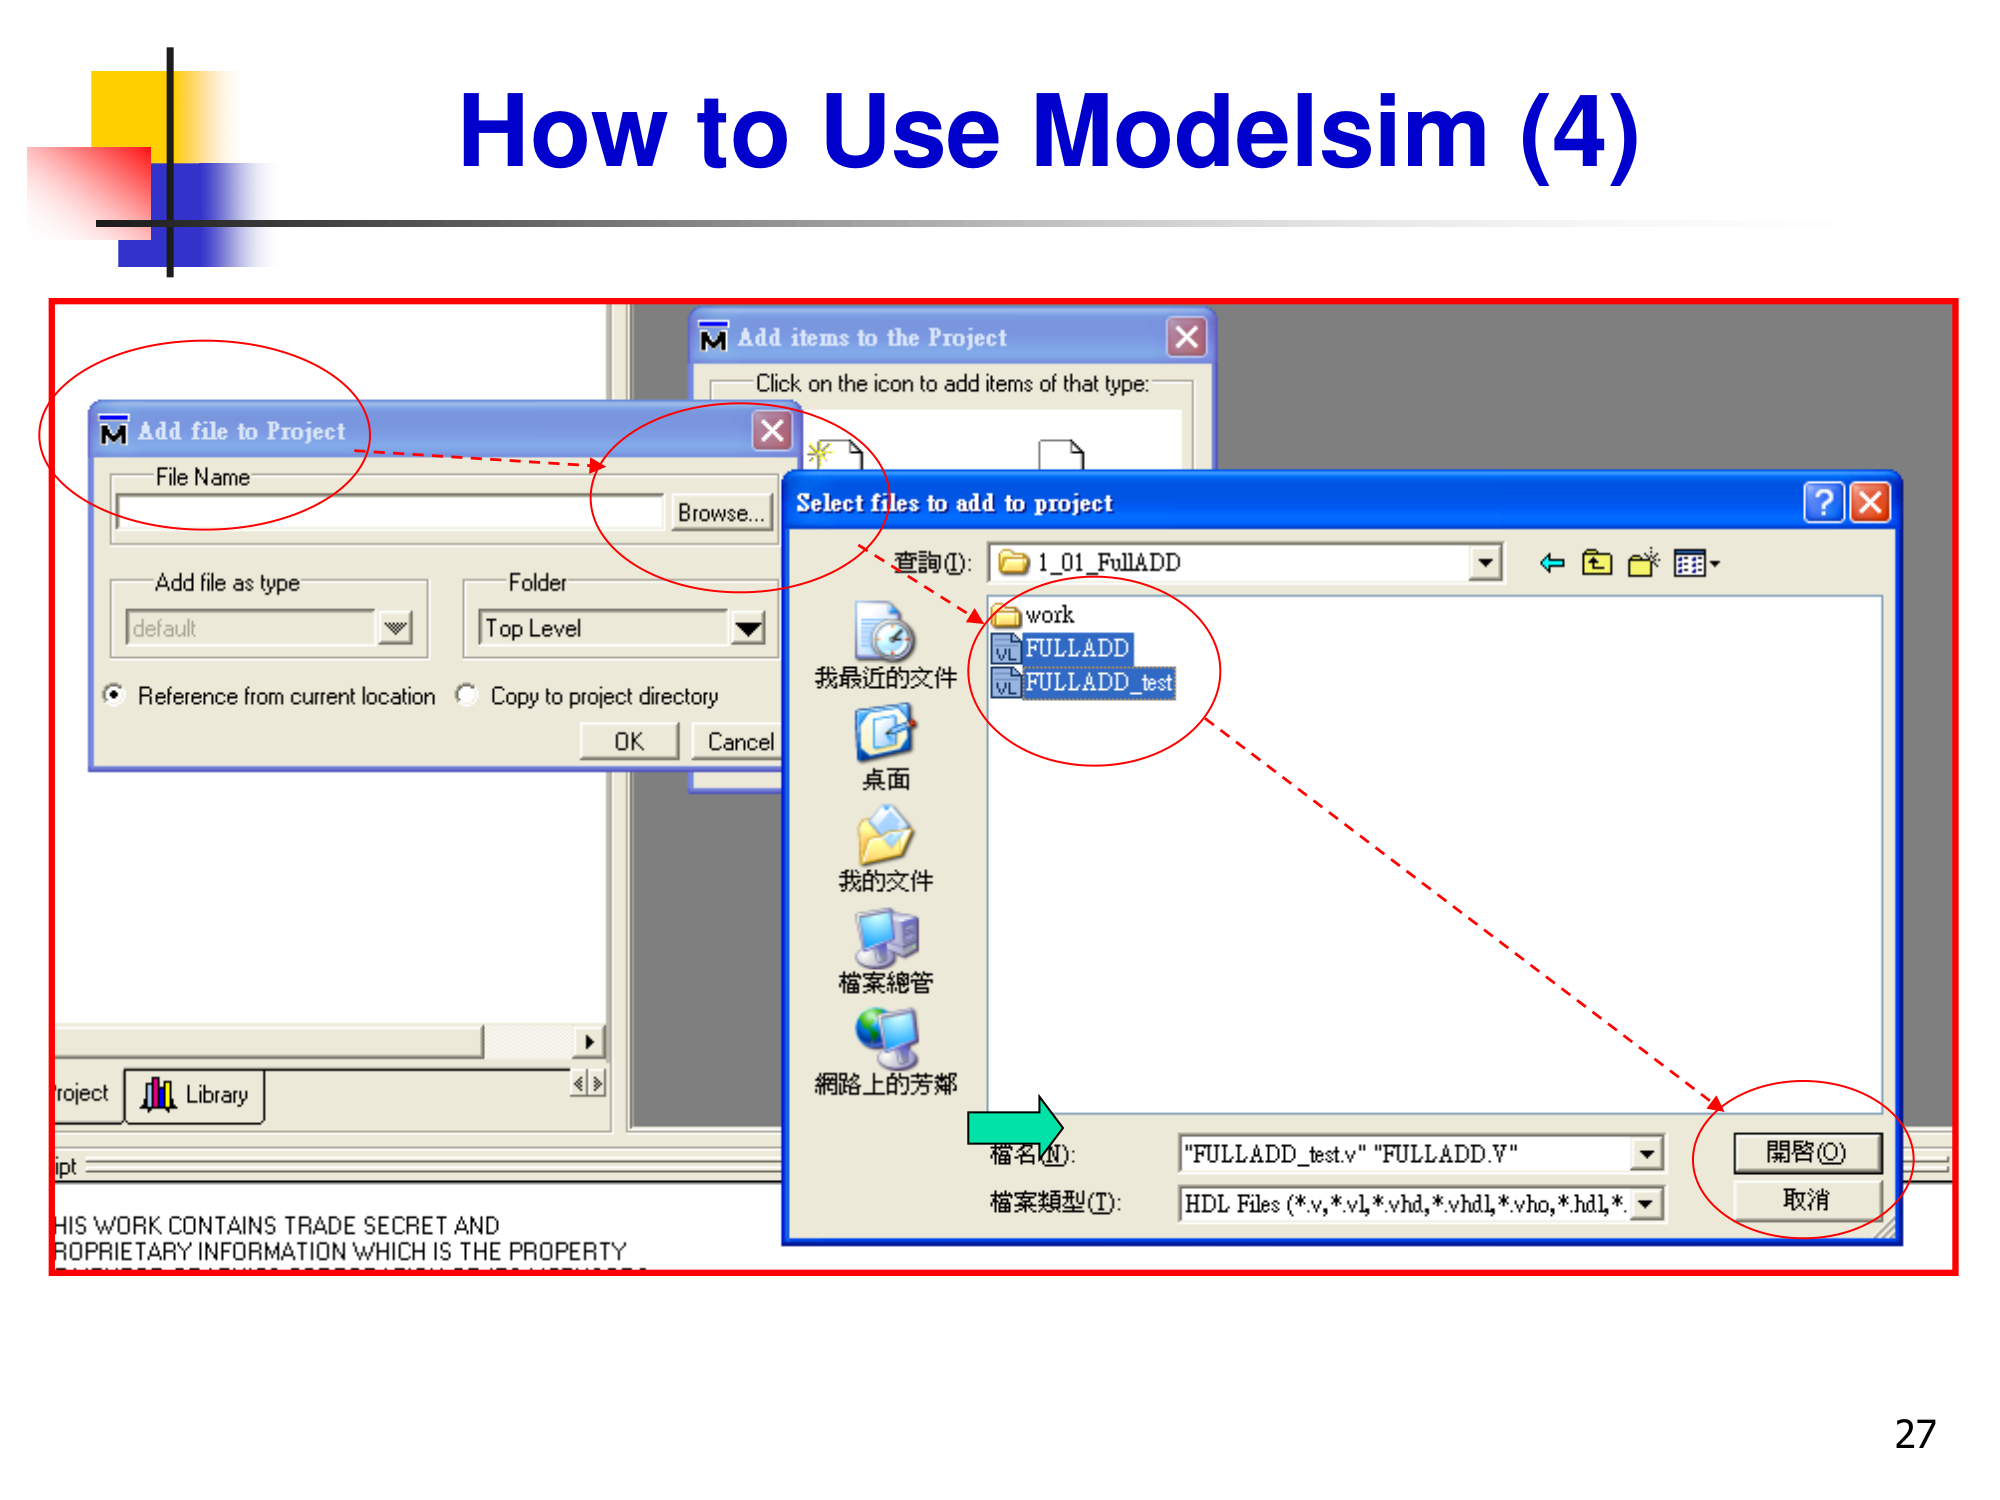 How to Use Modelsim (4)
Add items to the Project
Click on the icon to add items of that type:
Add file to Project
File Name
Browse...
Add file as type
default
Folder
Top Level
Reference from current location
Copy to project directory
OK
Cancel
Select files to add to project
查詢(I):
1_01_FullADD
work
FULLADD
FULLADD_test
我最近的文件
桌面
我的文件
檔案總管
網路上的芳鄰
檔名(N):
"FULLADD_test.v" "FULLADD.V"
開啓(O)
檔案類型(T):
HDL Files (*.v,*.vl,*.vhd,*.vhdl,*.vho,*.hdl,*.
取消
roject
Library
ipt
HIS WORK CONTAINS TRADE SECRET AND
ROPRIETARY INFORMATION WHICH IS THE PROPERTY
27